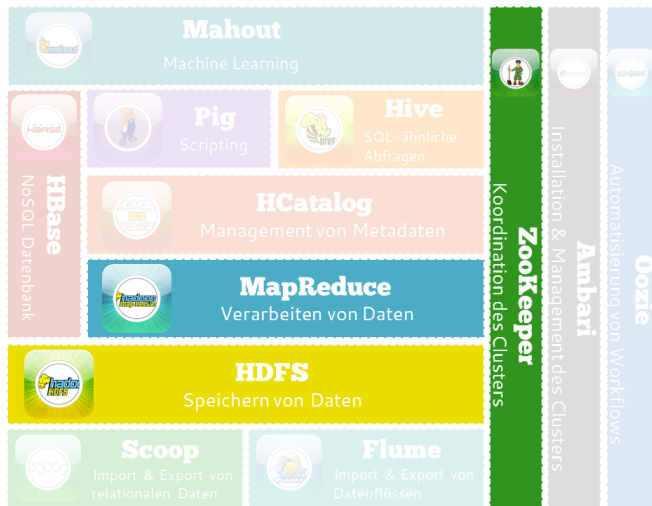 Mahout
Machine Learning
HBase
NoSQL Datenbank
Pig
Scripting
Hive
SQL-ähnliche
Abfragen
HCatalog
Management von Metadaten
MapReduce
Verarbeiten von Daten
HDFS
Speichern von Daten
Scoop
Import & Export von
relationalen Daten
Flume
Import & Export von
Datenflüssen
ZooKeeper
Koordination des Clusters
Ambari
Installation & Management des Clusters
Oozie
Automatisierung von Workflows